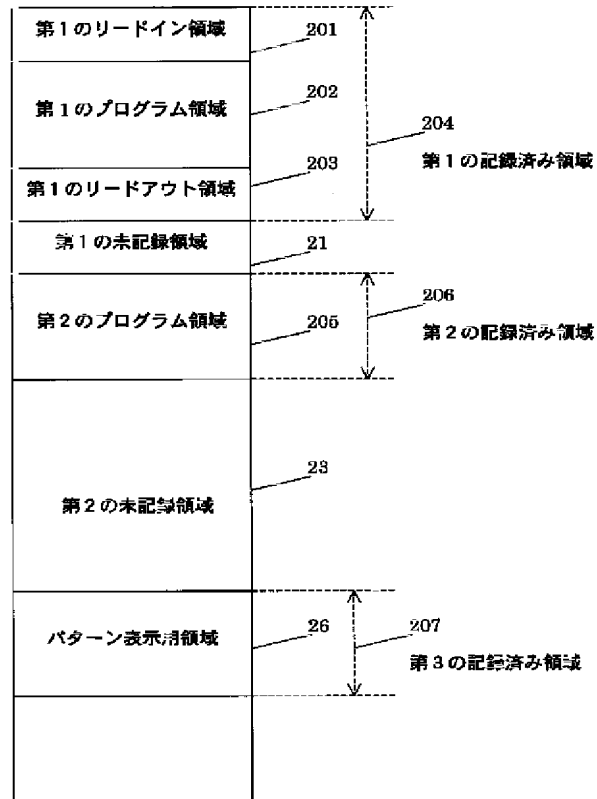 第1のリードイン領域
201
第1のプログラム領域
202
204
第1の記録済み領域
203
第1のリードアウト領域
第1の未記録領域
21
206
第2のプログラム領域
205
第2の記録済み領域
23
第2の未記録領域
パターン表示用領域
26
207
第3の記録済み領域